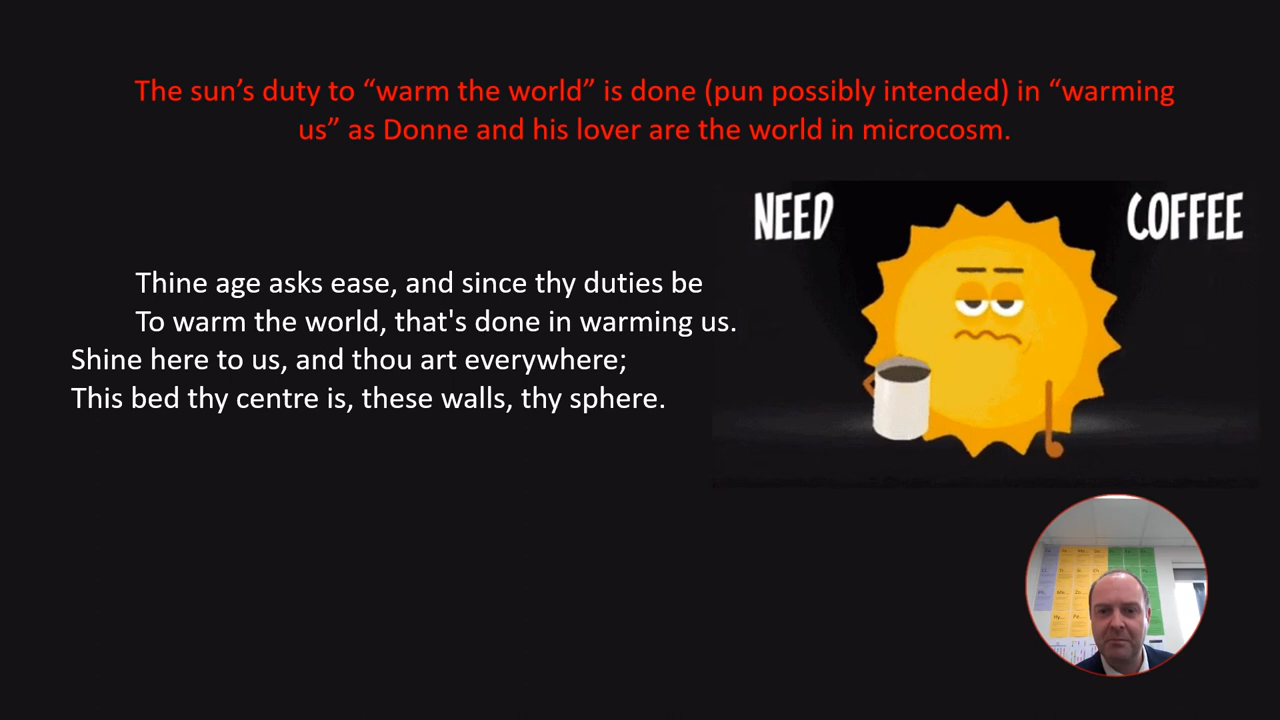 The sun’s duty to “warm the world” is done (pun possibly intended) in “warming
us” as Donne and his lover are the world in microcosm.
NEED COFFEE
Thine age asks ease, and since thy duties be
To warm the world, that's done in warming us.
Shine here to us, and thou art everywhere;
This bed thy centre is, these walls, thy sphere.